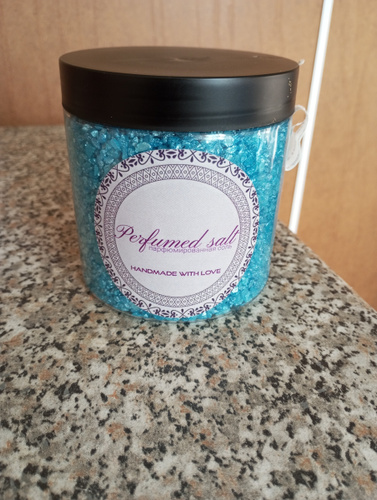 Perfumed salt
парфюмированная соль
HANDMADE WITH LOVE